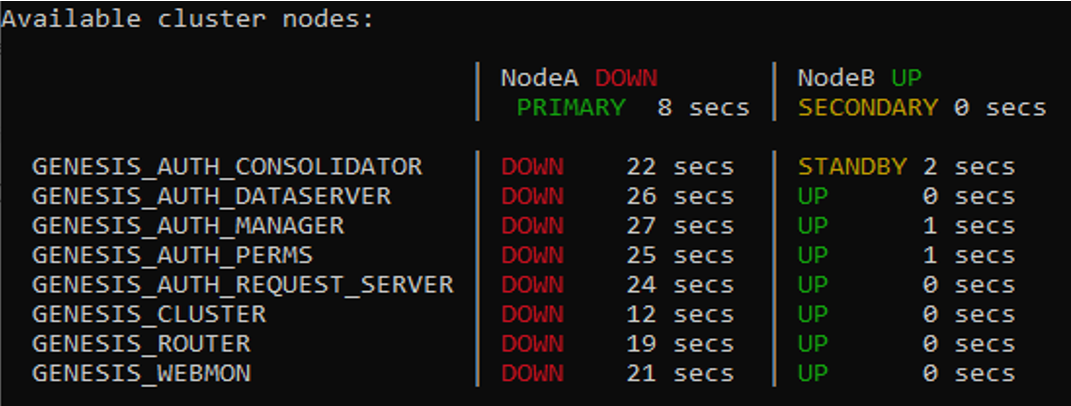 Available cluster nodes:
NodeA DOWN NodeB UP
PRIMARY 8 secs SECONDARY 0 secs
GENESIS_AUTH_CONSOLIDATOR DOWN 22 secs STANDBY 2 secs
GENESIS_AUTH_DATASERVER DOWN 26 secs UP 0 secs
GENESIS_AUTH_MANAGER DOWN 27 secs UP 1 secs
GENESIS_AUTH_PERMS DOWN 25 secs UP 1 secs
GENESIS_AUTH_REQUEST_SERVER DOWN 24 secs UP 0 secs
GENESIS_CLUSTER DOWN 12 secs UP 0 secs
GENESIS_ROUTER DOWN 19 secs UP 0 secs
GENESIS_WEBMON DOWN 21 secs UP 0 secs